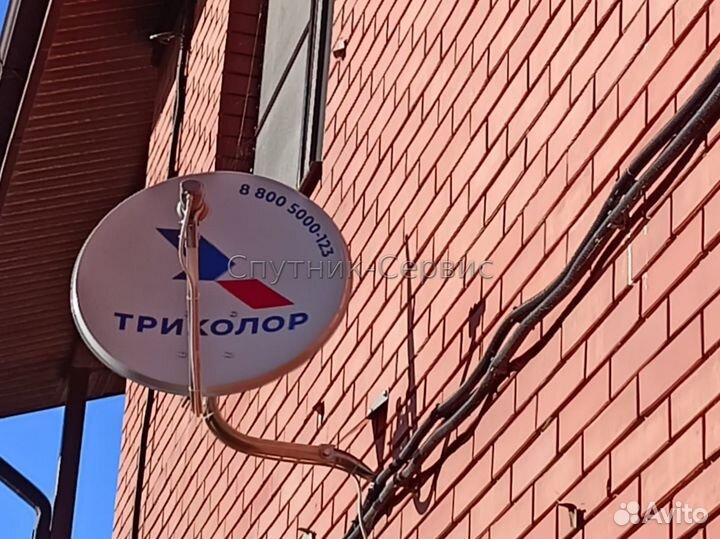 8 800 5000-123
Спутник-Сервис
ТРИКОЛОР
Avito